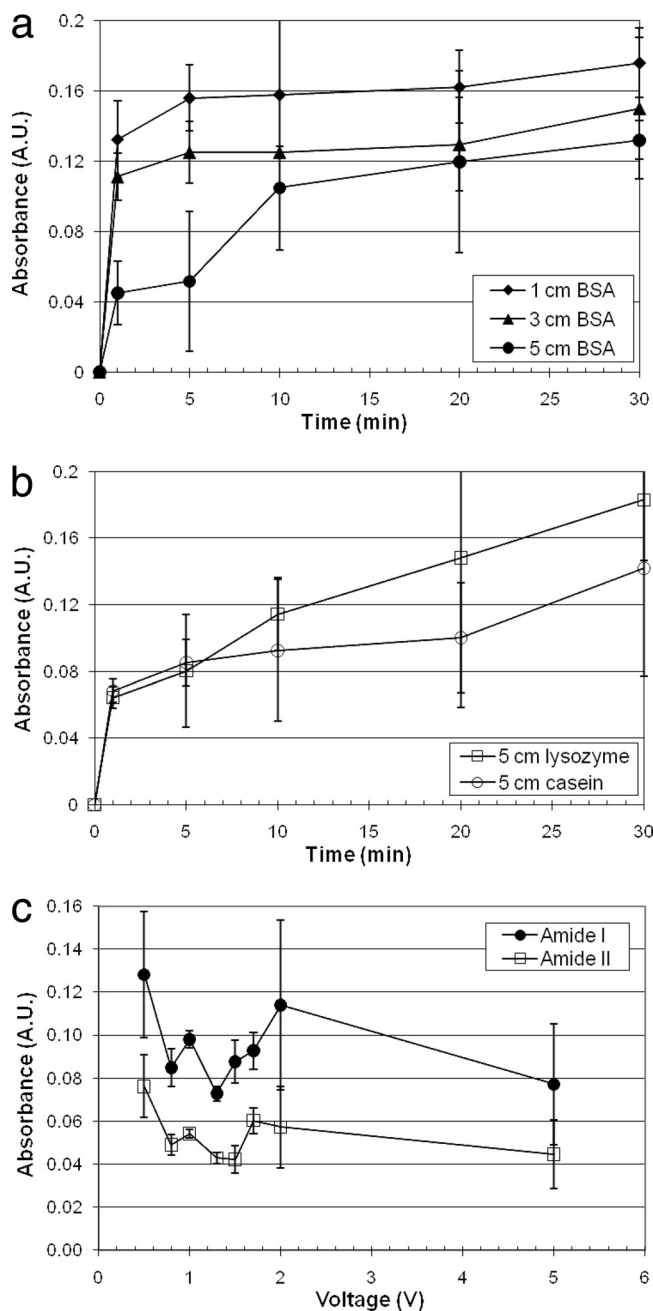 a
0.2
0.16
0.12
0.08
0.04
0
Absorbance (A.U.)
1 cm BSA
3 cm BSA
5 cm BSA
0 5 10 15 20 25 30
Time (min)
b
0.2
0.16
0.12
0.08
0.04
0
Absorbance (A.U.)
5 cm lysozyme
5 cm casein
0 5 10 15 20 25 30
Time (min)
c
0.16
0.14
0.12
0.10
0.08
0.06
0.04
0.02
0.00
Absorbance (A.U.)
Amide I
Amide II
0 1 2 3 4 5 6
Voltage (V)